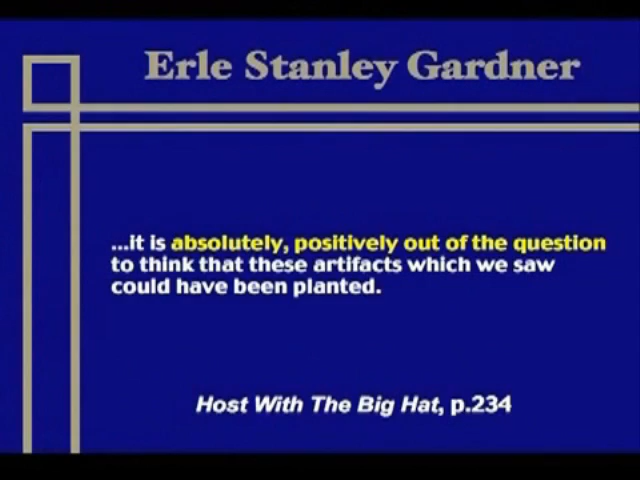 Erle Stanley Gardner
...it is absolutely, positively out of the question
to think that these artifacts which we saw
could have been planted.
Host With The Big Hat, p.234